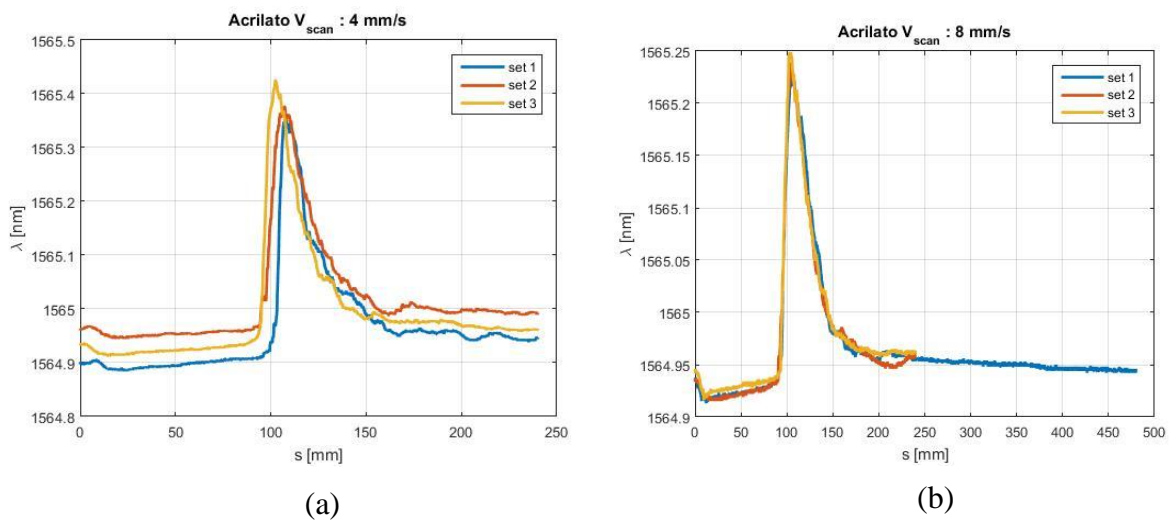 Acrilato Vscan : 4 mm/s
1565.5
1565.4
1565.3
1565.2
1565.1
1565
1564.9
1564.8
λ [nm]
0 50 100 150 200 250
s [mm]
set 1
set 2
set 3
(a)
Acrilato Vscan : 8 mm/s
1565.25
1565.2
1565.15
1565.1
1565.05
1565
1564.95
1564.9
λ [nm]
0 50 100 150 200 250 300 350 400 450 500
s [mm]
set 1
set 2
set 3
(b)